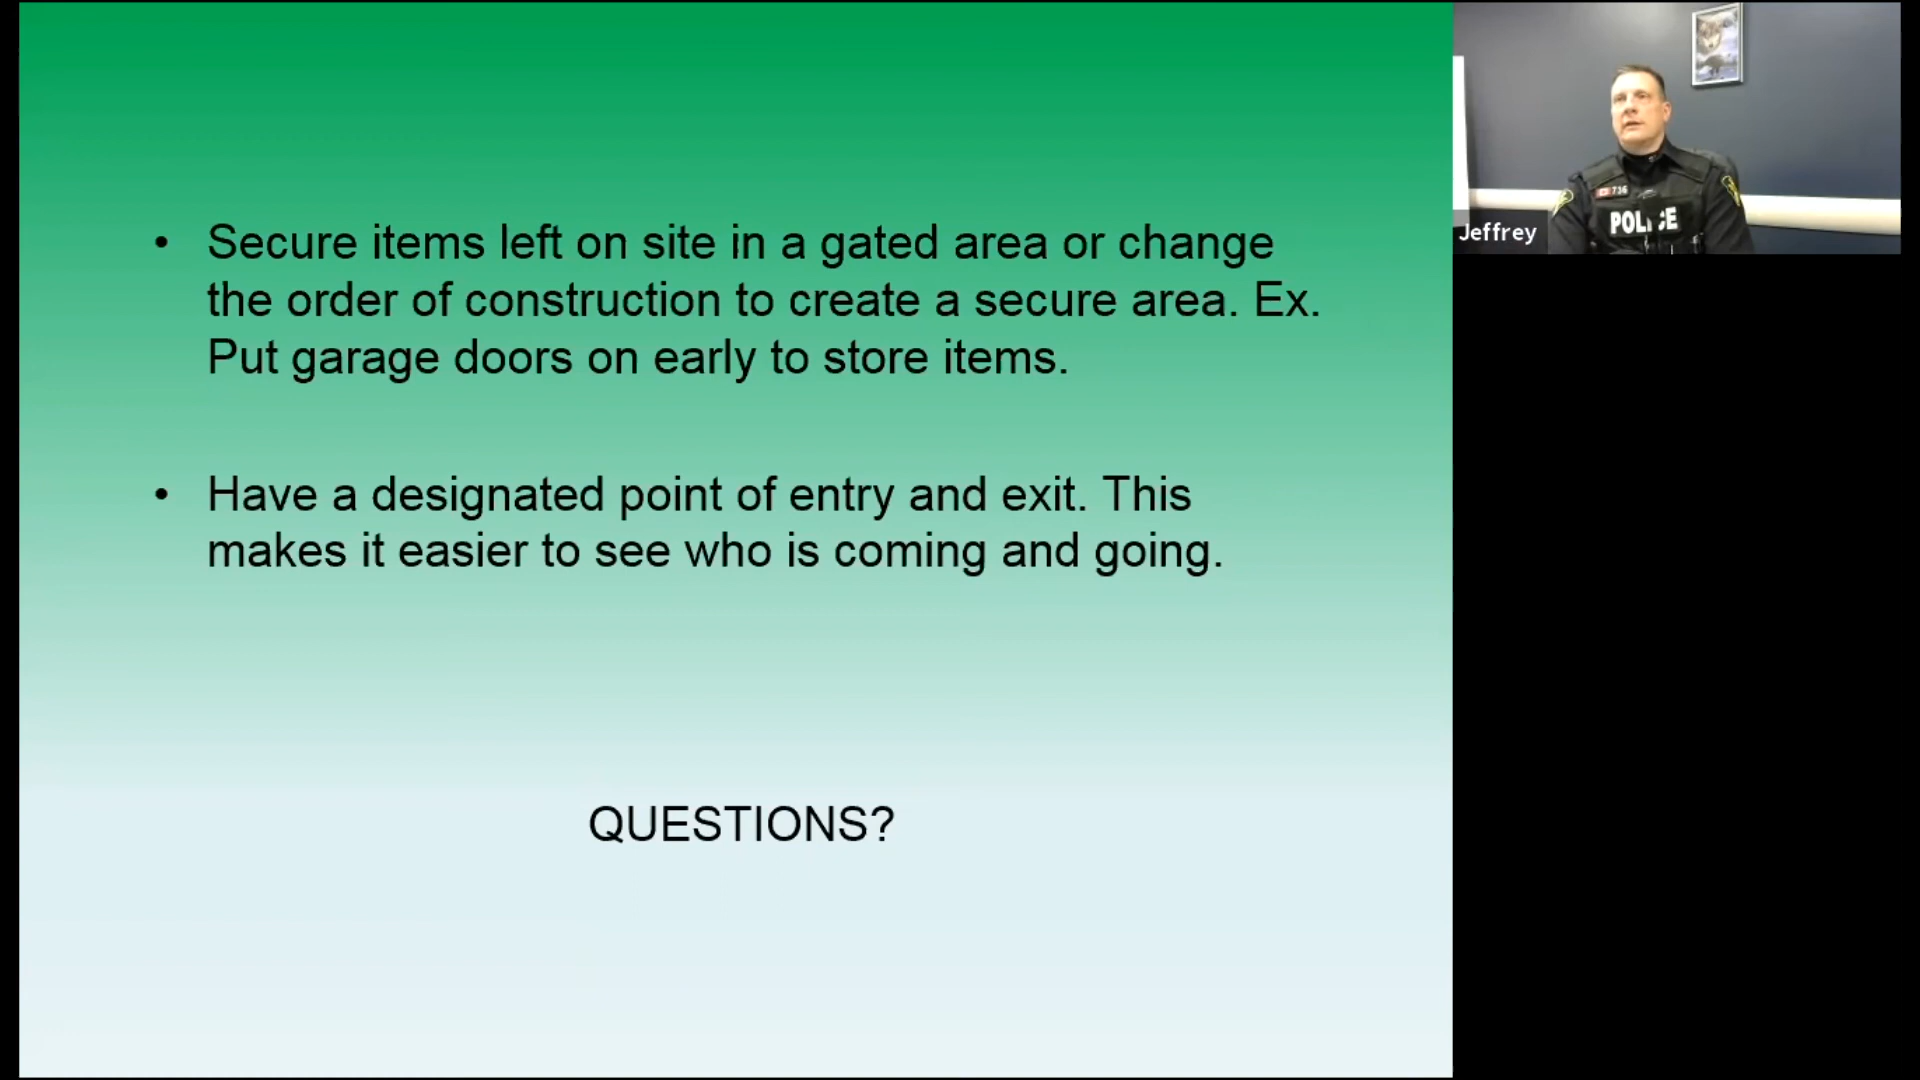 • Secure items left on site in a gated area or change
the order of construction to create a secure area. Ex.
Put garage doors on early to store items.
• Have a designated point of entry and exit. This
makes it easier to see who is coming and going.
QUESTIONS?
736
POLICE
Jeffrey